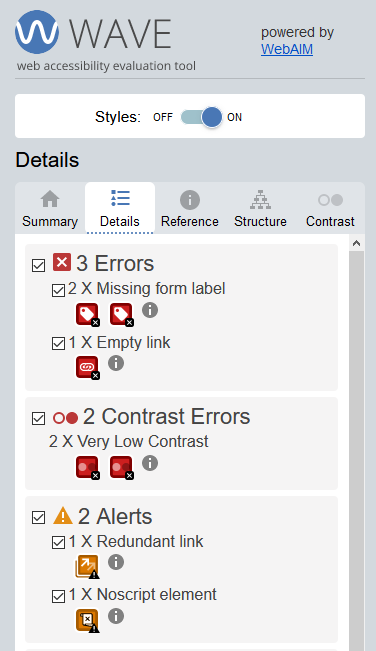 WAVE
web accessibility evaluation tool
powered by
WebAIM
Styles: OFF ON
Details
Summary Details Reference Structure Contrast
3 Errors
2 X Missing form label
1 X Empty link
2 Contrast Errors
2 X Very Low Contrast
2 Alerts
1 X Redundant link
1 X Noscript element